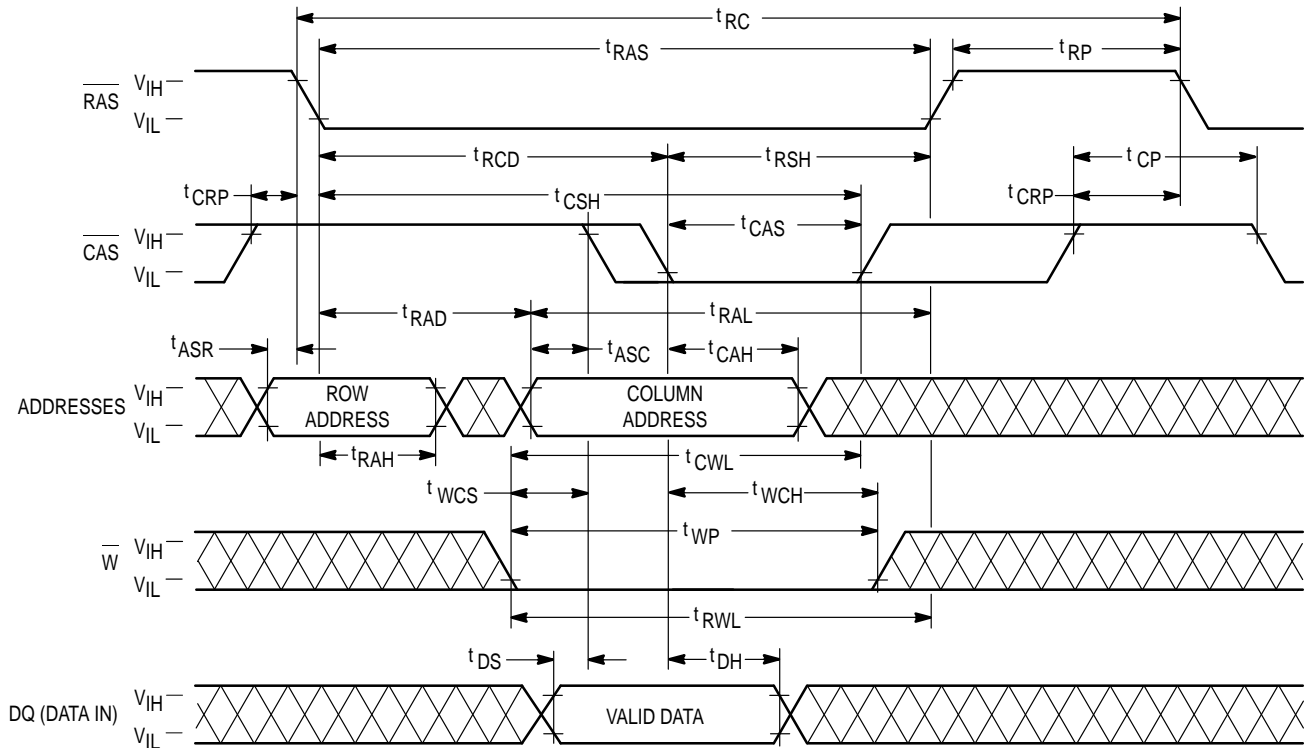 tRC
tRAS
tRP
RAS
VIH
VIL
tRCD
tRSH
tCP
tCRP
tCSH
tCRP
tCAS
CAS
VIH
VIL
tRAD
tRAL
tASR
tASC
tCAH
ADDRESSES
VIH
VIL
ROW
ADDRESS
COLUMN
ADDRESS
tRAH
tCWL
tWCS
tWCH
tWP
W
VIH
VIL
tRWL
tDS
tDH
DQ (DATA IN)
VIH
VIL
VALID DATA